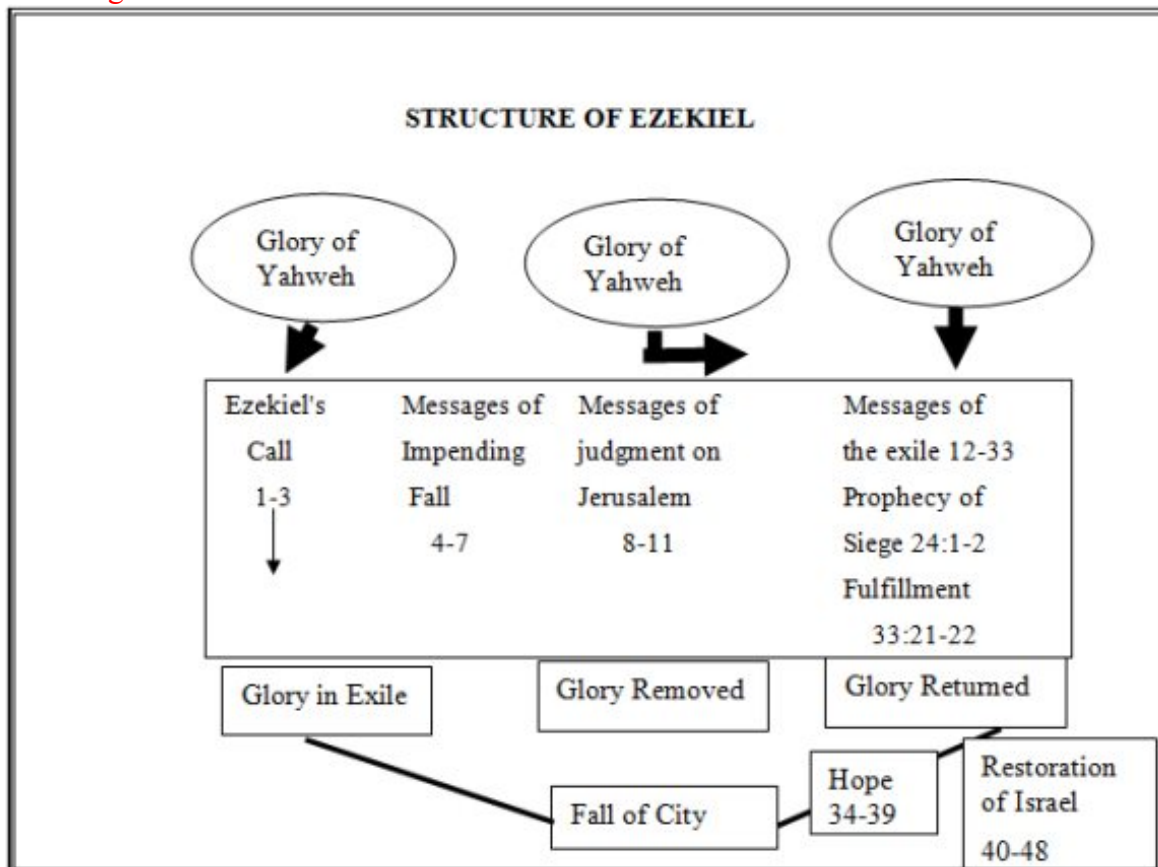 STRUCTURE OF EZEKIEL
Glory of
Yahweh
Glory of
Yahweh
Glory of
Yahweh
Ezekiel's
Call
1-3
Messages of
Impending
Fall
4-7
Messages of
judgment on
Jerusalem
8-11
Messages of
the exile 12-33
Prophecy of
Siege 24:1-2
Fulfillment
33:21-22
Glory in Exile
Glory Removed
Glory Returned
Fall of City
Hope
34-39
Restoration
of Israel
40-48